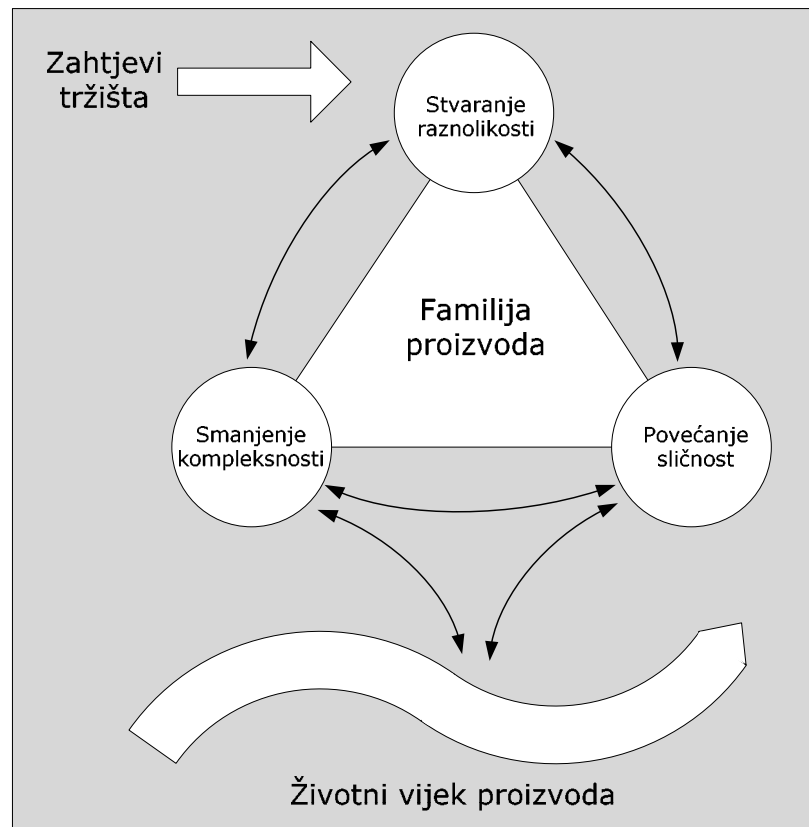 Zahtjevi
tržišta
Stvaranje
raznolikosti
Familija
proizvoda
Smanjenje
kompleksnosti
Povećanje
sličnost
Životni vijek proizvoda